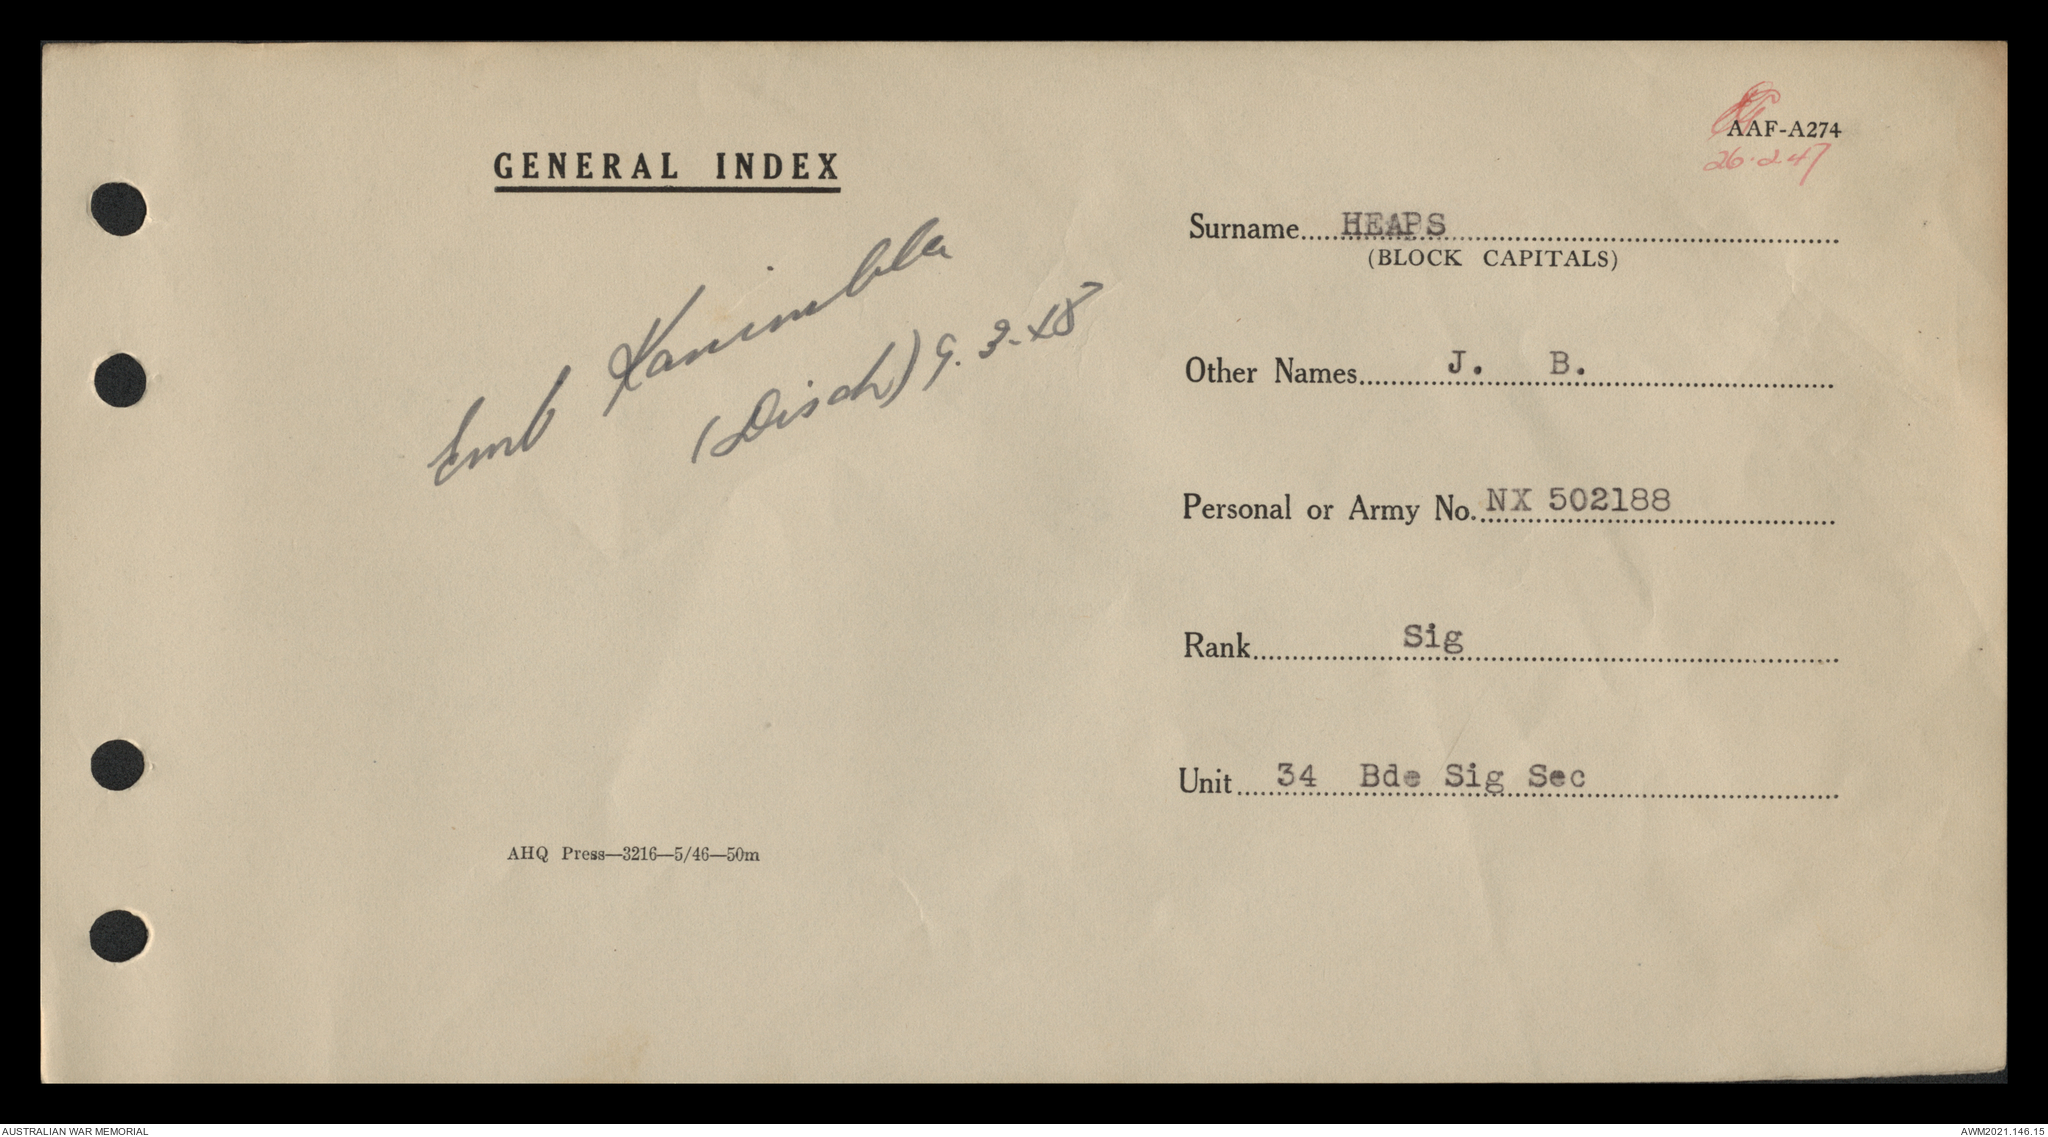 AAF-A274
26.2.47
GENERAL INDEX
Surname HEAPS
(BLOCK CAPITALS)
Emb Kanimbla
(Disch) 9.3.48
Other Names J. B.
Personal or Army No. NX 502188
Rank Sig
Unit 34 Bde Sig Sec
AHQ Press—3216—5/46—50m
AUSTRALIAN WAR MEMORIAL
AWM2021.146.15